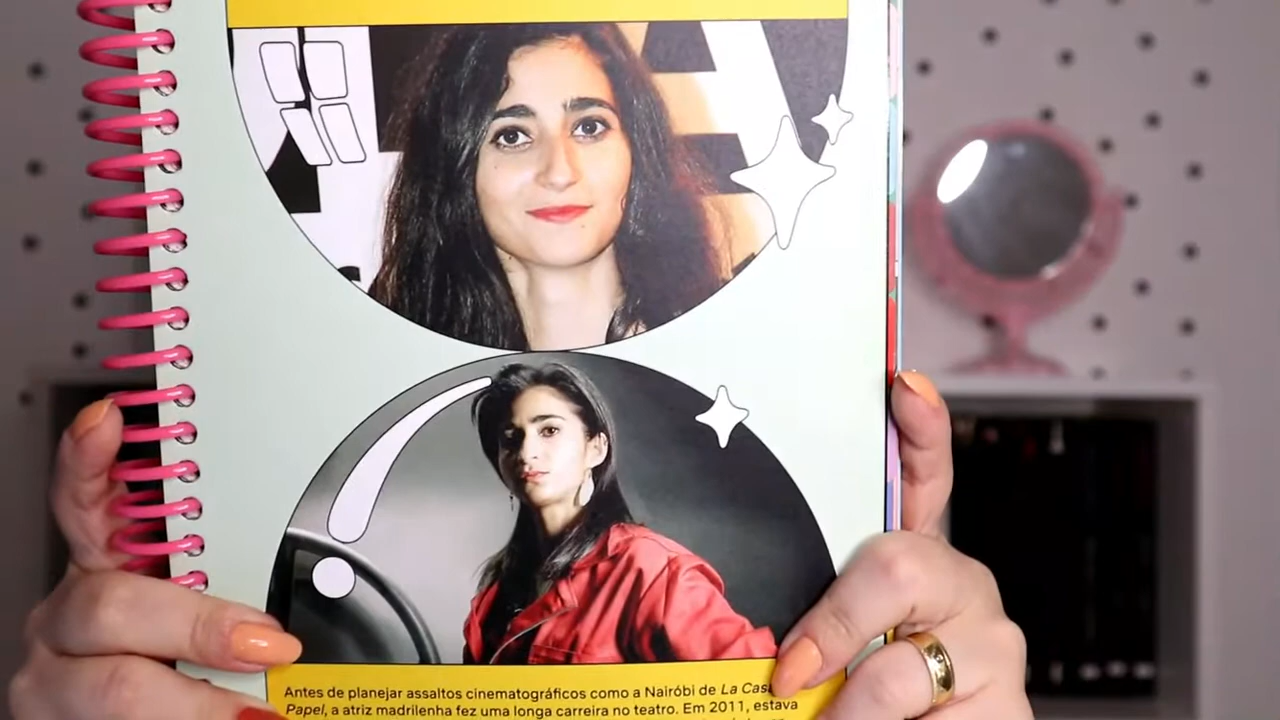 Antes de planejar assaltos cinematográficos como a Nairóbi de La Casa
Papel, a atriz madrilenha fez uma longa carreira no teatro. Em 2011, estava